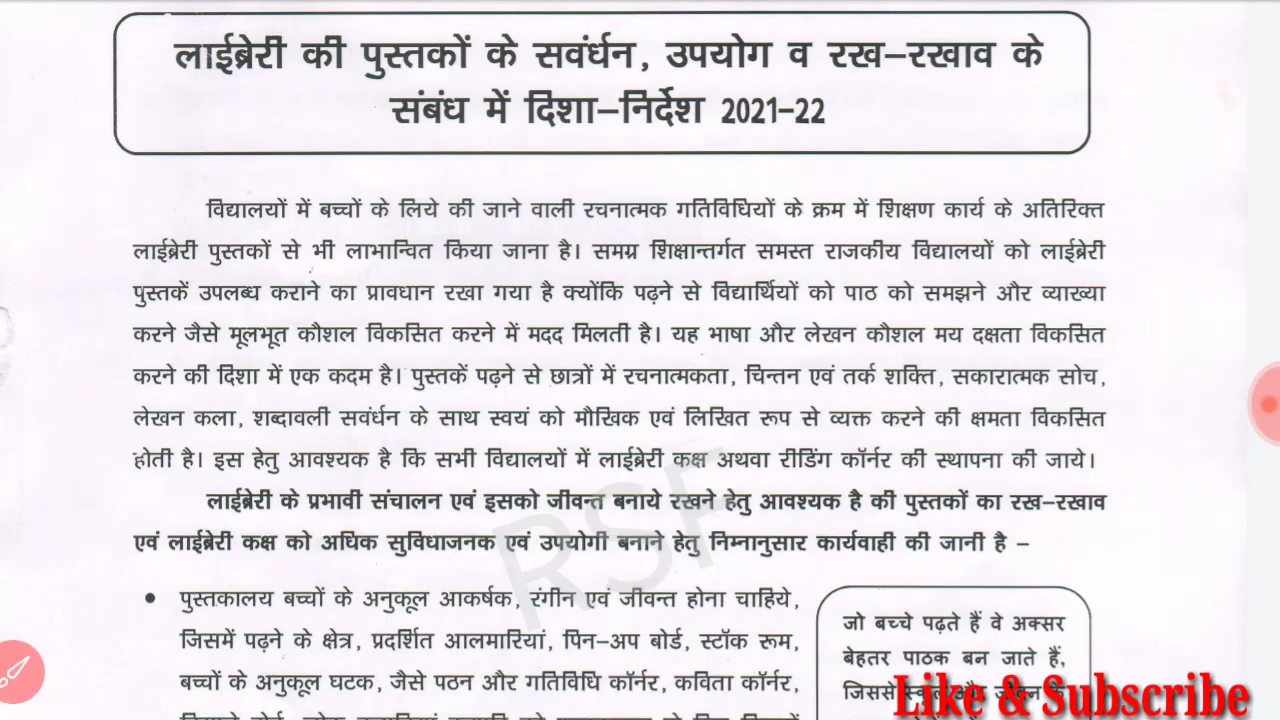 लाईब्रेरी की पुस्तकों के सवंर्धन, उपयोग व रख–रखाव के
संबंध में दिशा–निर्देश 2021–22
विद्यालयों में बच्चों के लिये की जाने वाली रचनात्मक गतिविधियों के क्रम में शिक्षण कार्य के अतिरिक्त
लाईब्रेरी पुस्तकों से भी लाभान्वित किया जाना है। समग्र शिक्षान्तर्गत समस्त राजकीय विद्यालयों को लाईब्रेरी
पुस्तकें उपलब्ध कराने का प्रावधान रखा गया है क्योंकि पढ़ने से विद्यार्थियों को पाठ को समझने और व्याख्या
करने जैसे मूलभूत कौशल विकसित करने में मदद मिलती है। यह भाषा और लेखन कौशल मय दक्षता विकसित
करने की दिशा में एक कदम है। पुस्तकें पढ़ने से छात्रों में रचनात्मकता, चिन्तन एवं तर्क शक्ति, सकारात्मक सोच,
लेखन कला, शब्दावली सवंर्धन के साथ स्वयं को मौखिक एवं लिखित रूप से व्यक्त करने की क्षमता विकसित
होती है। इस हेतु आवश्यक है कि सभी विद्यालयों में लाईब्रेरी कक्ष अथवा रीडिंग कॉर्नर की स्थापना की जाये।
लाईब्रेरी के प्रभावी संचालन एवं इसको जीवन्त बनाये रखने हेतु आवश्यक है की पुस्तकों का रख–रखाव
एवं लाईब्रेरी कक्ष को अधिक सुविधाजनक एवं उपयोगी बनाने हेतु निम्नानुसार कार्यवाही की जानी है –
RSF
• पुस्तकालय बच्चों के अनुकूल आकर्षक, रंगीन एवं जीवन्त होना चाहिये,
जिसमें पढ़ने के क्षेत्र, प्रदर्शित आलमारियां, पिन–अप बोर्ड, स्टॉक रूम,
बच्चों के अनुकूल घटक, जैसे पठन और गतिविधि कॉर्नर, कविता कॉर्नर,
जो बच्चे पढ़ते हैं वे अक्सर
बेहतर पाठक बन जाते हैं,
जिससे
Like & Subscribe